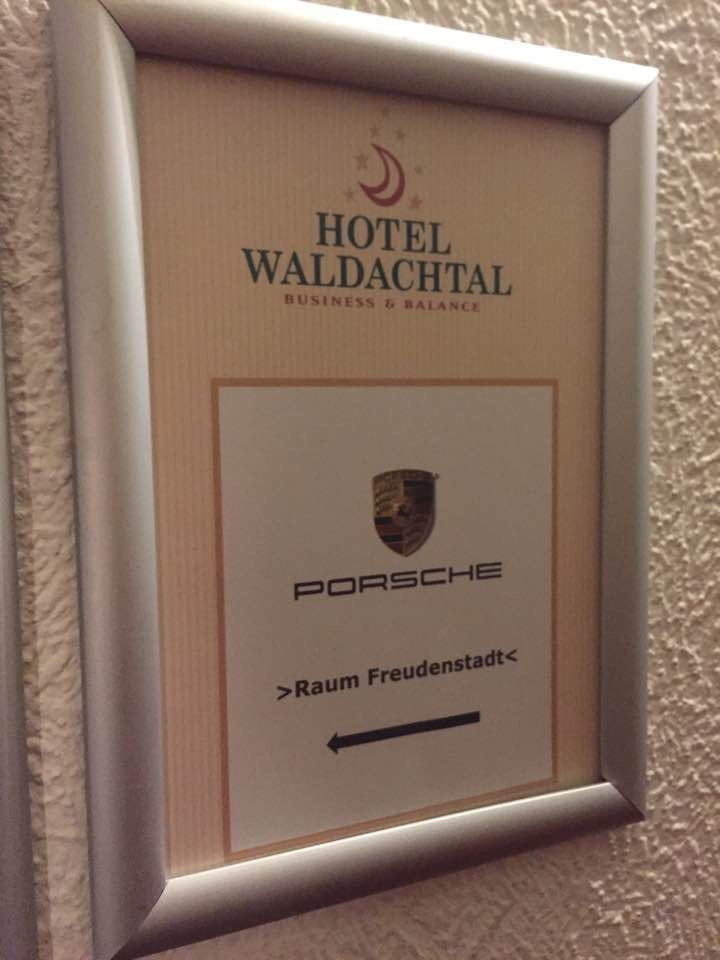 HOTEL
WALDACHTAL
BUSINESS & BALANCE
PORSCHE
>Raum Freudenstadt<